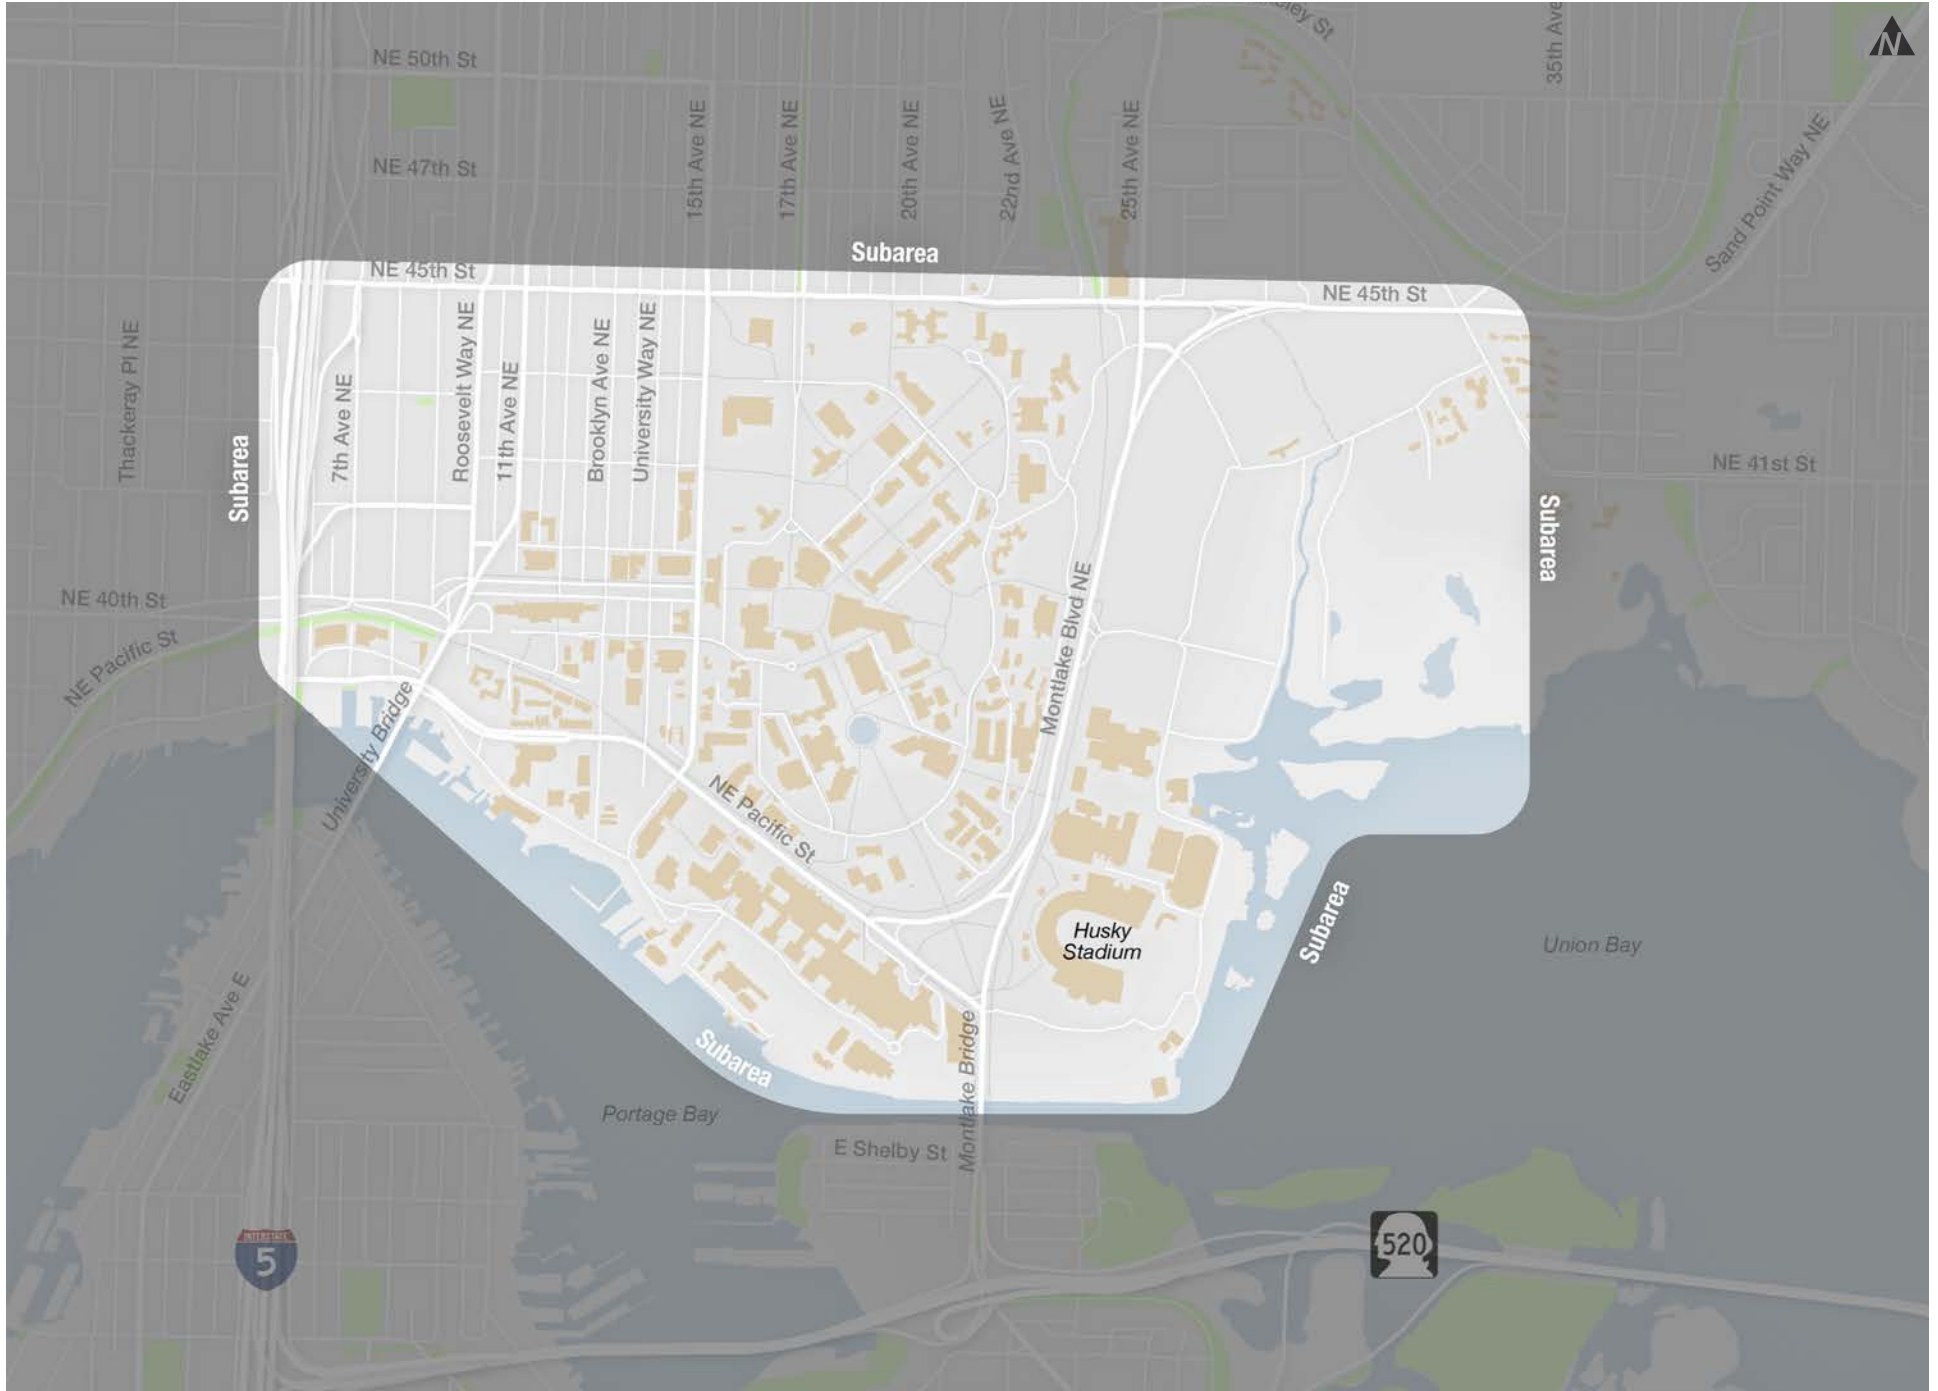 NE 50th St
35th Ave
N
NE 47th St
15th Ave NE
17th Ave NE
20th Ave NE
22nd Ave NE
25th Ave NE
Sand Point Way NE
Subarea
NE 45th St
NE 45th St
Thackeray Pl NE
7th Ave NE
Roosevelt Way NE
11th Ave NE
Brooklyn Ave NE
University Way NE
Subarea
NE 41st St
Subarea
NE 40th St
NE Pacific St
University Bridge
Montlake Blvd NE
NE Pacific St
Husky
Stadium
Subarea
Union Bay
Eastlake Ave E
Subarea
Portage Bay
Montlake Bridge
E Shelby St
INTERSTATE
5
520